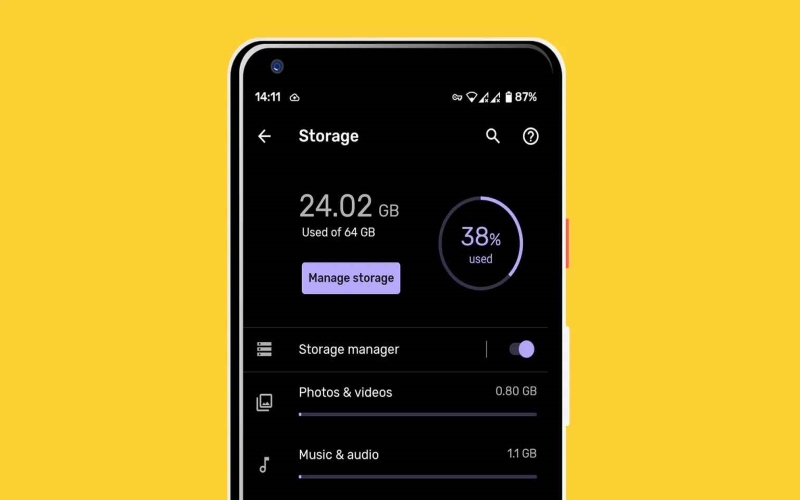 14:11 87%
Storage
24.02 GB
Used of 64 GB
38%
used
Manage storage
Storage manager
Photos & videos 0.80 GB
Music & audio 1.1 GB